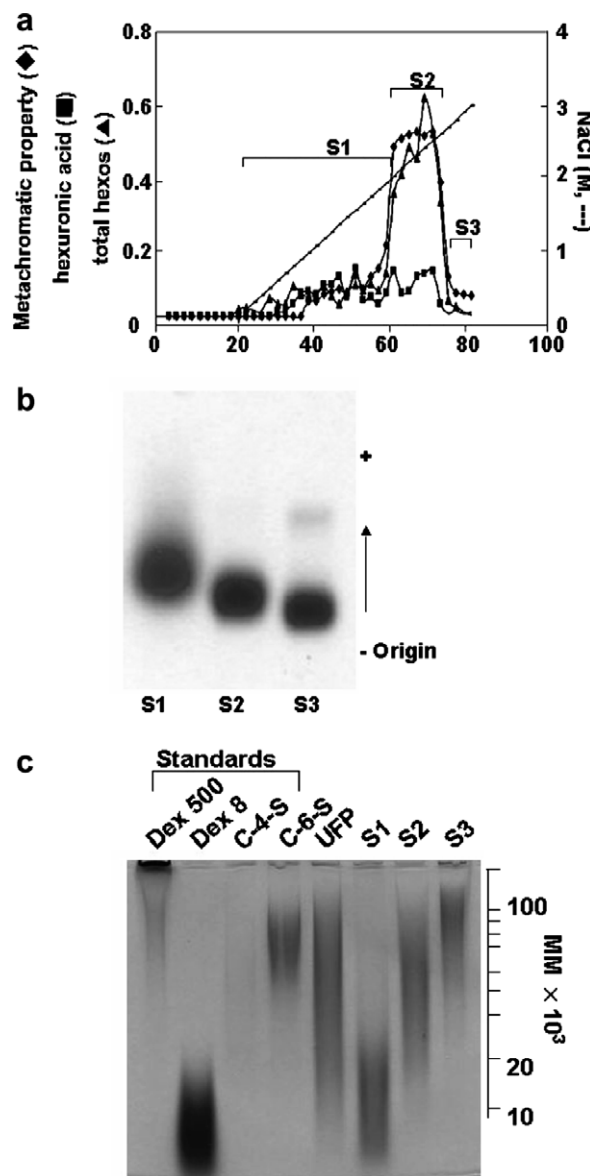 a
Metachromatic property (◆)
hexuronic acid (■)
total hexos (▲)
0.8
0.6
0.4
0.2
0
4
3
2
1
0
NaCl (M, ---)
S1
S2
S3
0 20 40 60 80 100
b
+
- Origin
S1 S2 S3
c
Standards
Dex 500
Dex 8
C-4-S
C-6-S
UFP
S1
S2
S3
100
20
10
MM × 10³